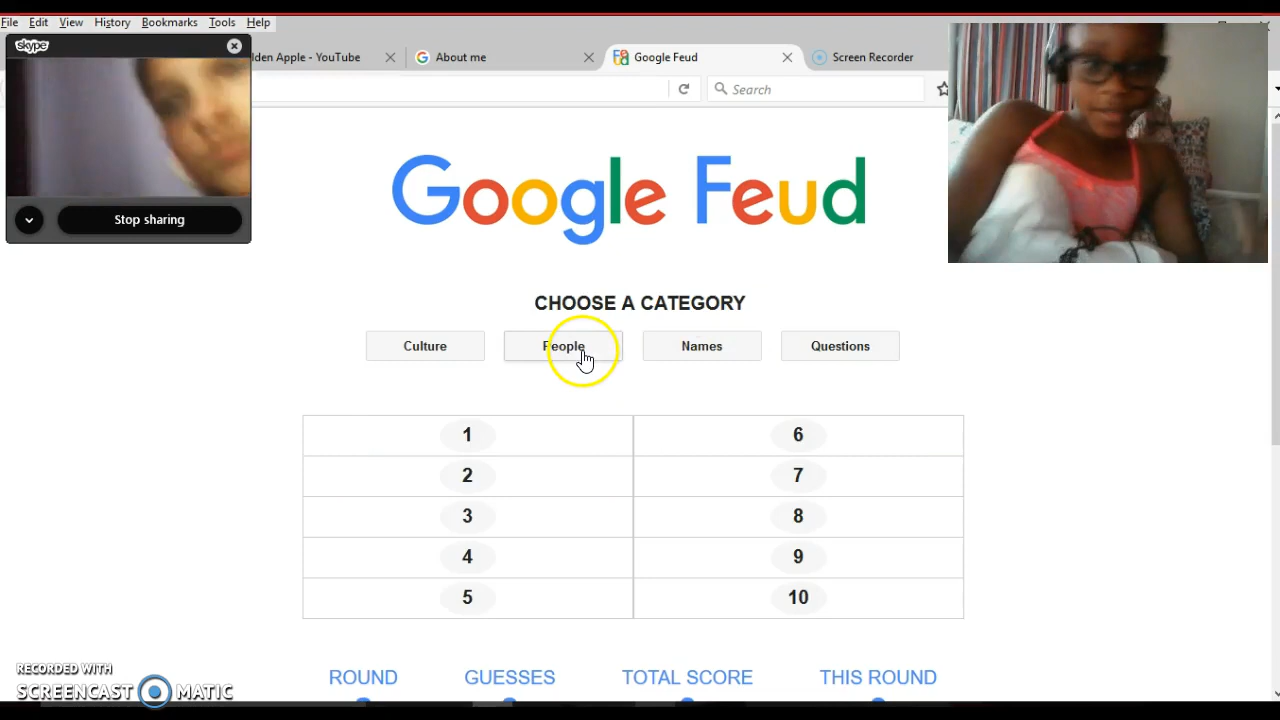 File Edit View History Bookmarks Tools Help
skype
lden Apple - YouTube
About me
Google Feud
Screen Recorder
Search
Stop sharing
Google Feud
CHOOSE A CATEGORY
Culture People Names Questions
1 6
2 7
3 8
4 9
5 10
ROUND GUESSES TOTAL SCORE THIS ROUND
RECORDED WITH
SCREENCAST MATIC